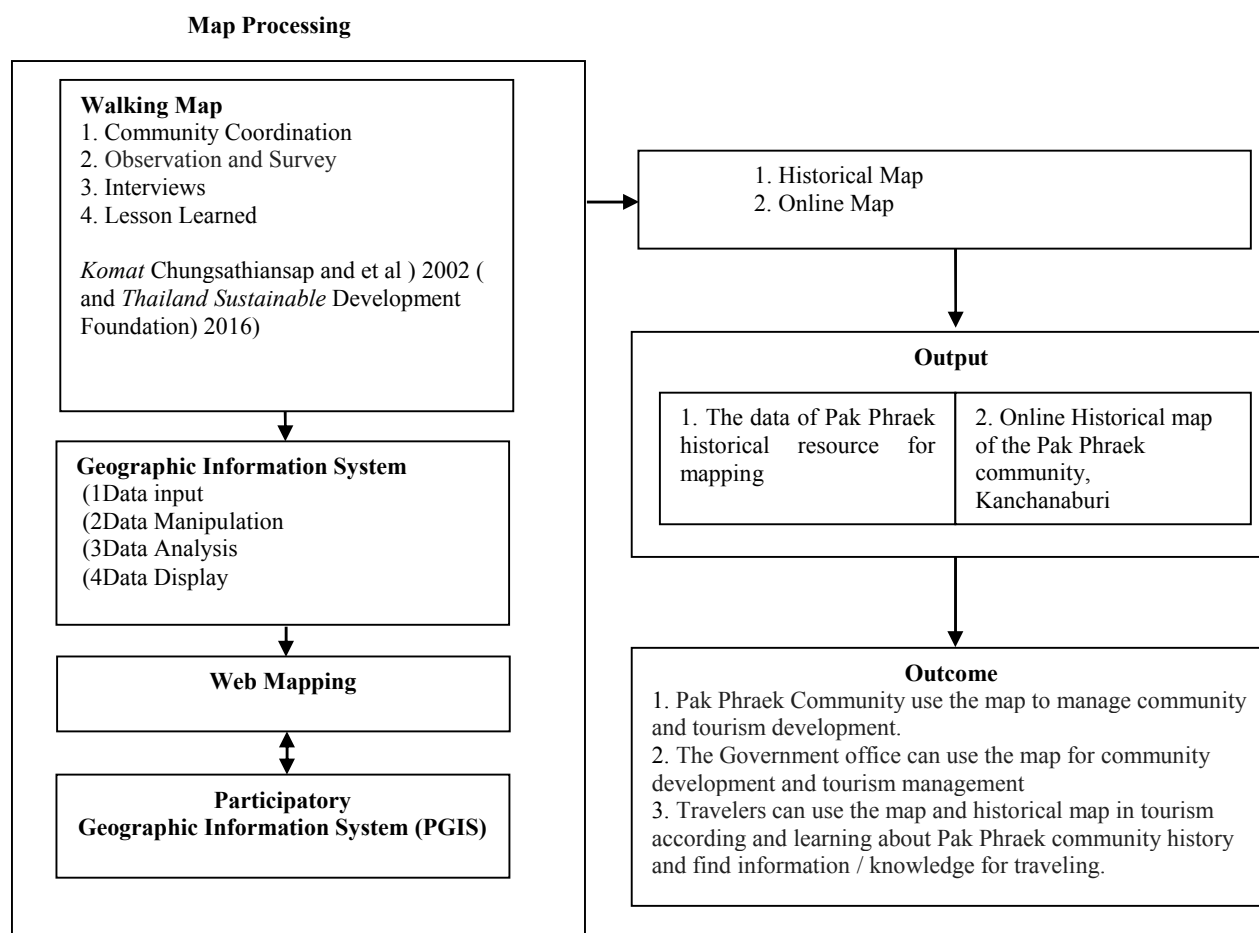 Map Processing
Walking Map
1. Community Coordination
2. Observation and Survey
3. Interviews
4. Lesson Learned
Komat Chungsathiansap and et al ) 2002 (
and Thailand Sustainable Development
Foundation) 2016)
Geographic Information System
(1Data input
(2Data Manipulation
(3Data Analysis
(4Data Display
Web Mapping
Participatory
Geographic Information System (PGIS)
1. Historical Map
2. Online Map
Output
1. The data of Pak Phraek
historical resource for
mapping
2. Online Historical map
of the Pak Phraek
community,
Kanchanaburi
Outcome
1. Pak Phraek Community use the map to manage community
and tourism development.
2. The Government office can use the map for community
development and tourism management
3. Travelers can use the map and historical map in tourism
according and learning about Pak Phraek community history
and find information / knowledge for traveling.